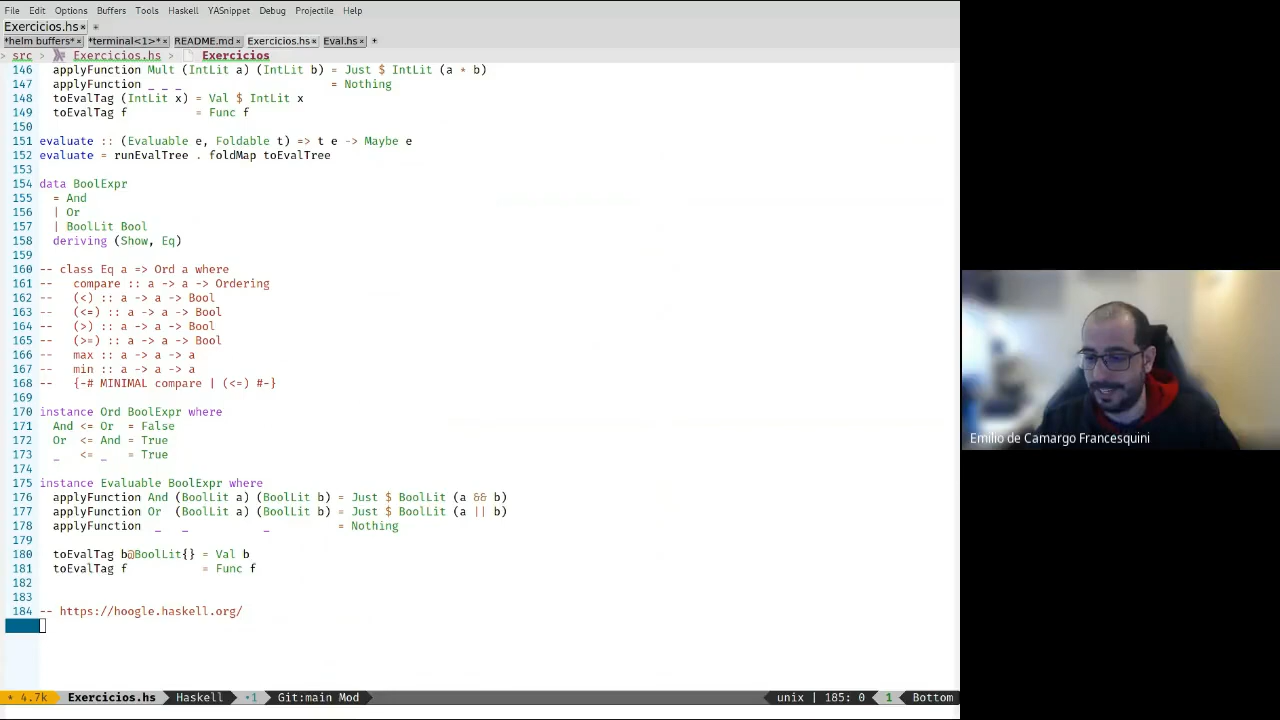 File Edit Options Buffers Tools Haskell YASnippet Debug Projectile Help
Exercicios.hs × +
*helm buffers* × *terminal<1>* × README.md × Exercicios.hs × Eval.hs × +
> src > Exercicios.hs > Exercicios
146 applyFunction Mult (IntLit a) (IntLit b) = Just $ IntLit (a * b)
147 applyFunction _ _ _ = Nothing
148 toEvalTag (IntLit x) = Val $ IntLit x
149 toEvalTag f = Func f
150
151 evaluate :: (Evaluable e, Foldable t) => t e -> Maybe e
152 evaluate = runEvalTree . foldMap toEvalTree
153
154 data BoolExpr
155 = And
156 | Or
157 | BoolLit Bool
158 deriving (Show, Eq)
159
160 -- class Eq a => Ord a where
161 -- compare :: a -> a -> Ordering
162 -- (<) :: a -> a -> Bool
163 -- (<=) :: a -> a -> Bool
164 -- (>) :: a -> a -> Bool
165 -- (>=) :: a -> a -> Bool
166 -- max :: a -> a -> a
167 -- min :: a -> a -> a
168 -- {-# MINIMAL compare | (<=) #-}
169
170 instance Ord BoolExpr where
171 And <= Or = False
172 Or <= And = True
173 _ <= _ = True
174
175 instance Evaluable BoolExpr where
176 applyFunction And (BoolLit a) (BoolLit b) = Just $ BoolLit (a && b)
177 applyFunction Or (BoolLit a) (BoolLit b) = Just $ BoolLit (a || b)
178 applyFunction _ _ _ = Nothing
179
180 toEvalTag b@BoolLit{} = Val b
181 toEvalTag f = Func f
182
183
184 -- https://hoogle.haskell.org/
* 4.7k Exercicios.hs Haskell •1 Git:main Mod unix | 185: 0 1 Bottom
Emilio de Camargo Francesquini